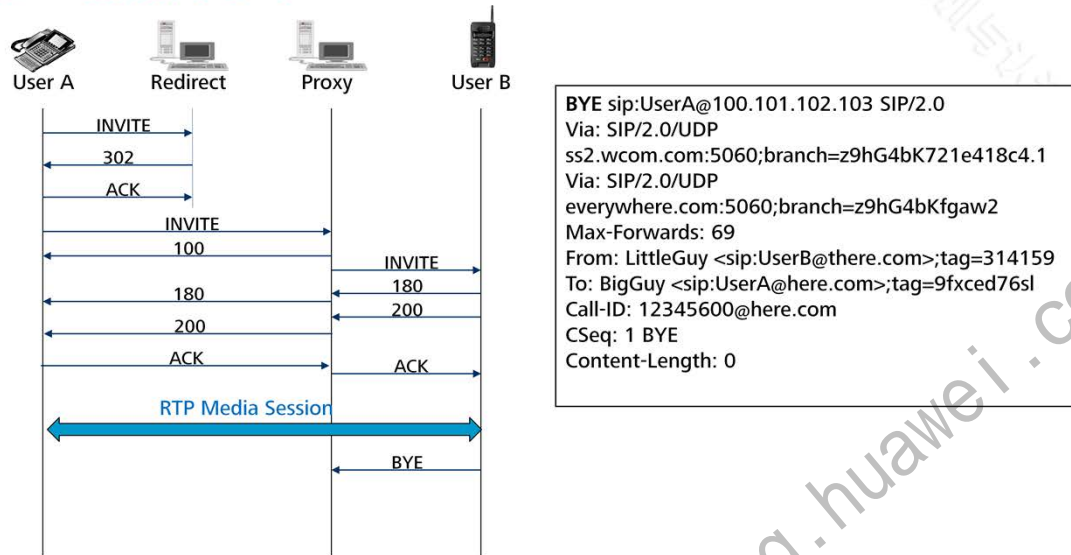 User A
Redirect
Proxy
User B
INVITE
302
ACK
INVITE
100
INVITE
180
180
200
200
ACK
ACK
RTP Media Session
BYE
BYE sip:UserA@100.101.102.103 SIP/2.0
Via: SIP/2.0/UDP
ss2.wcom.com:5060;branch=z9hG4bK721e418c4.1
Via: SIP/2.0/UDP
everywhere.com:5060;branch=z9hG4bKfgaw2
Max-Forwards: 69
From: LittleGuy <sip:UserB@there.com>;tag=314159
To: BigGuy <sip:UserA@here.com>;tag=9fxced76sl
Call-ID: 12345600@here.com
CSeq: 1 BYE
Content-Length: 0
.huawei.co